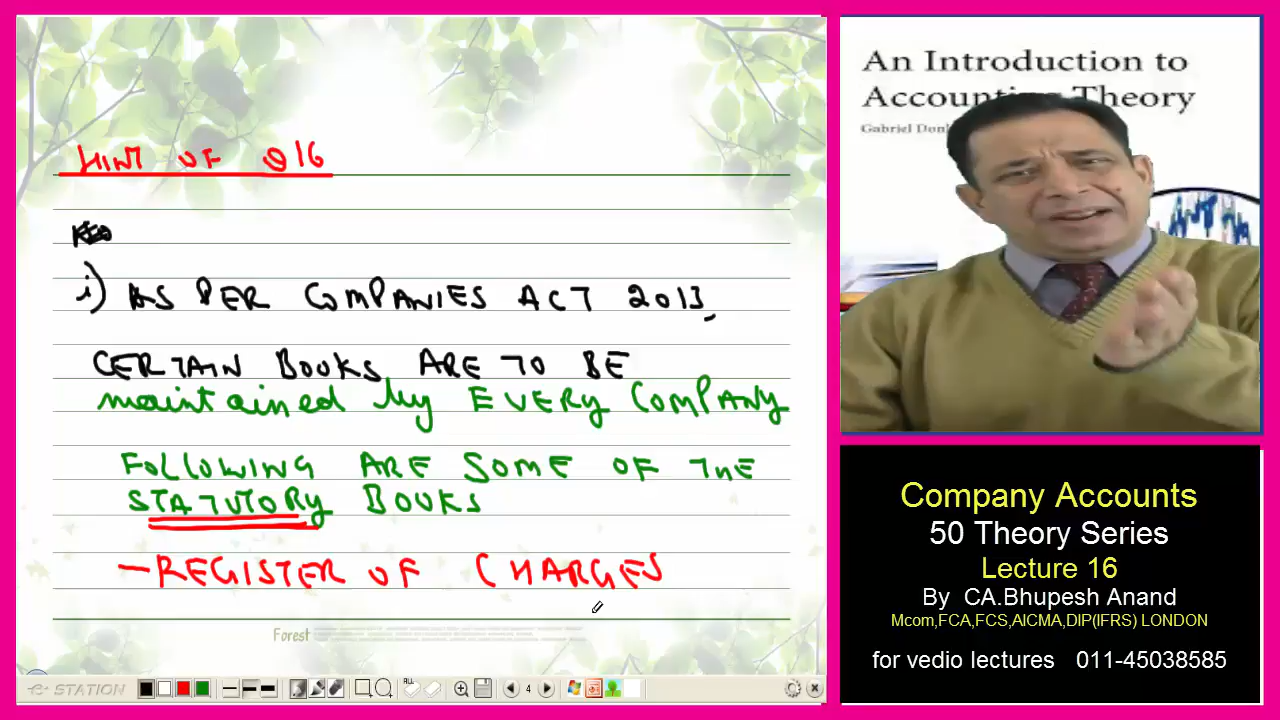 HINT OF Q16
i) AS PER COMPANIES ACT 2013,
CERTAIN BOOKS ARE TO BE
maintained by EVERY COMPANY
FOLLOWING ARE SOME OF THE
STATUTORY BOOKS
— REGISTER OF CHARGES
Forest
e-STATION
ALL
4
An Introduction to
Accounting Theory
Gabriel Don
Company Accounts
50 Theory Series
Lecture 16
By CA.Bhupesh Anand
Mcom,FCA,FCS,AICMA,DIP(IFRS) LONDON
for vedio lectures 011-45038585